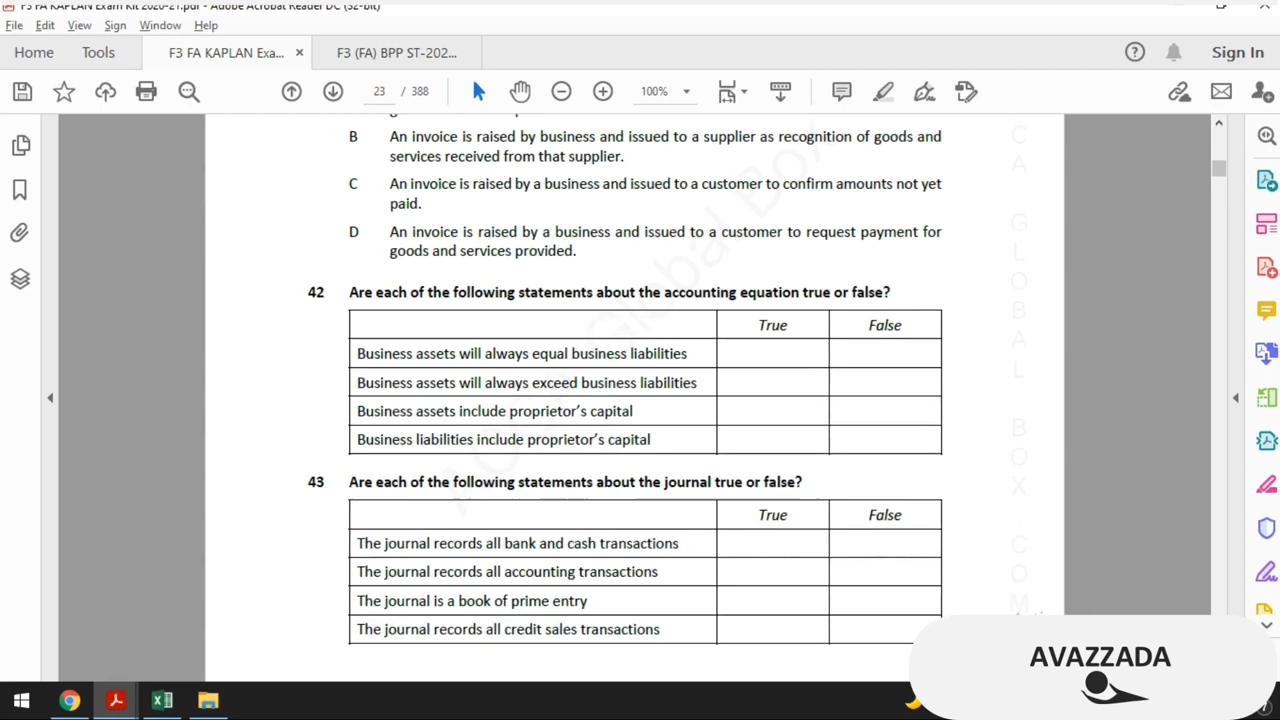 F3 FA KAPLAN Exam Kit 2020-21.pdf - Adobe Acrobat Reader DC (32-bit)
File Edit View Sign Window Help
Home Tools F3 FA KAPLAN Exa... × F3 (FA) BPP ST-202... Sign In
23 / 388 100%
B An invoice is raised by business and issued to a supplier as recognition of goods and
services received from that supplier.
C An invoice is raised by a business and issued to a customer to confirm amounts not yet
paid.
D An invoice is raised by a business and issued to a customer to request payment for
goods and services provided.
42 Are each of the following statements about the accounting equation true or false?
True False
Business assets will always equal business liabilities
Business assets will always exceed business liabilities
Business assets include proprietor's capital
Business liabilities include proprietor's capital
43 Are each of the following statements about the journal true or false?
True False
The journal records all bank and cash transactions
The journal records all accounting transactions
The journal is a book of prime entry
The journal records all credit sales transactions
ACCA Global Box
CA GLOBAL BOX.COM
AVAZZADA